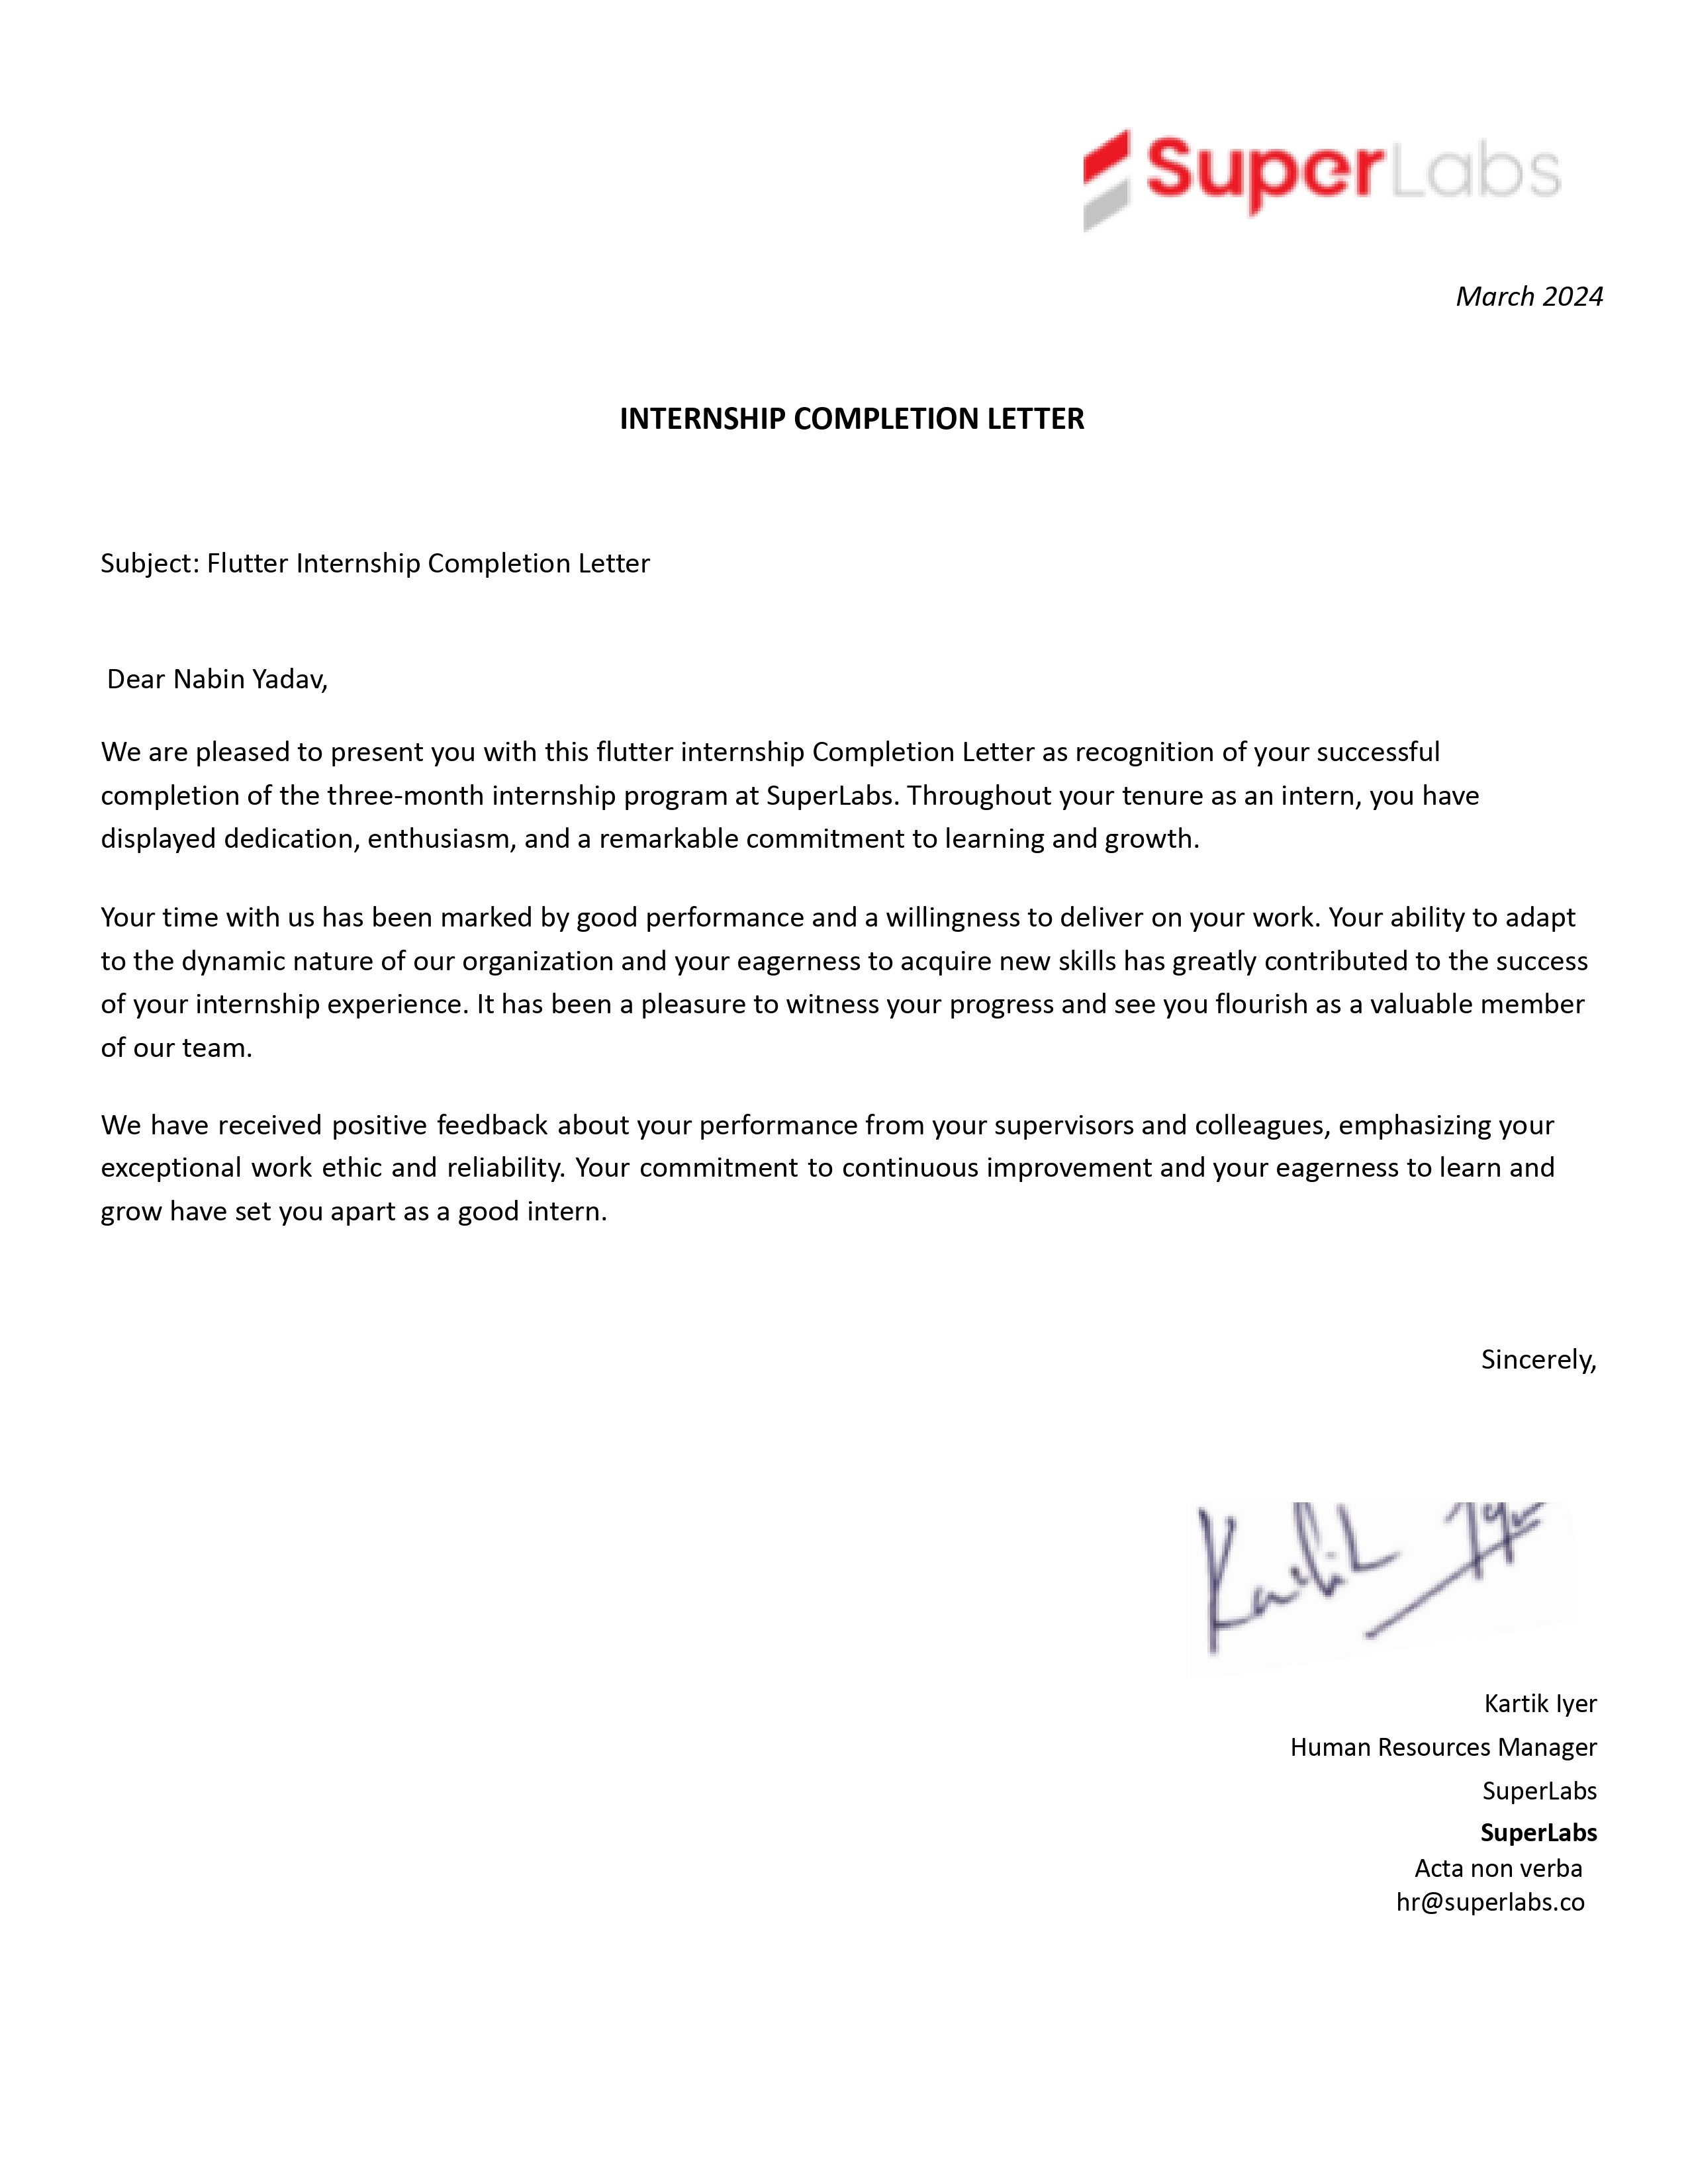 SuperLabs
March 2024
INTERNSHIP COMPLETION LETTER
Subject: Flutter Internship Completion Letter
Dear Nabin Yadav,
We are pleased to present you with this flutter internship Completion Letter as recognition of your successful
completion of the three-month internship program at SuperLabs. Throughout your tenure as an intern, you have
displayed dedication, enthusiasm, and a remarkable commitment to learning and growth.
Your time with us has been marked by good performance and a willingness to deliver on your work. Your ability to adapt
to the dynamic nature of our organization and your eagerness to acquire new skills has greatly contributed to the success
of your internship experience. It has been a pleasure to witness your progress and see you flourish as a valuable member
of our team.
We have received positive feedback about your performance from your supervisors and colleagues, emphasizing your
exceptional work ethic and reliability. Your commitment to continuous improvement and your eagerness to learn and
grow have set you apart as a good intern.
Sincerely,
Kartik Iyer
Kartik Iyer
Human Resources Manager
SuperLabs
SuperLabs
Acta non verba
hr@superlabs.co